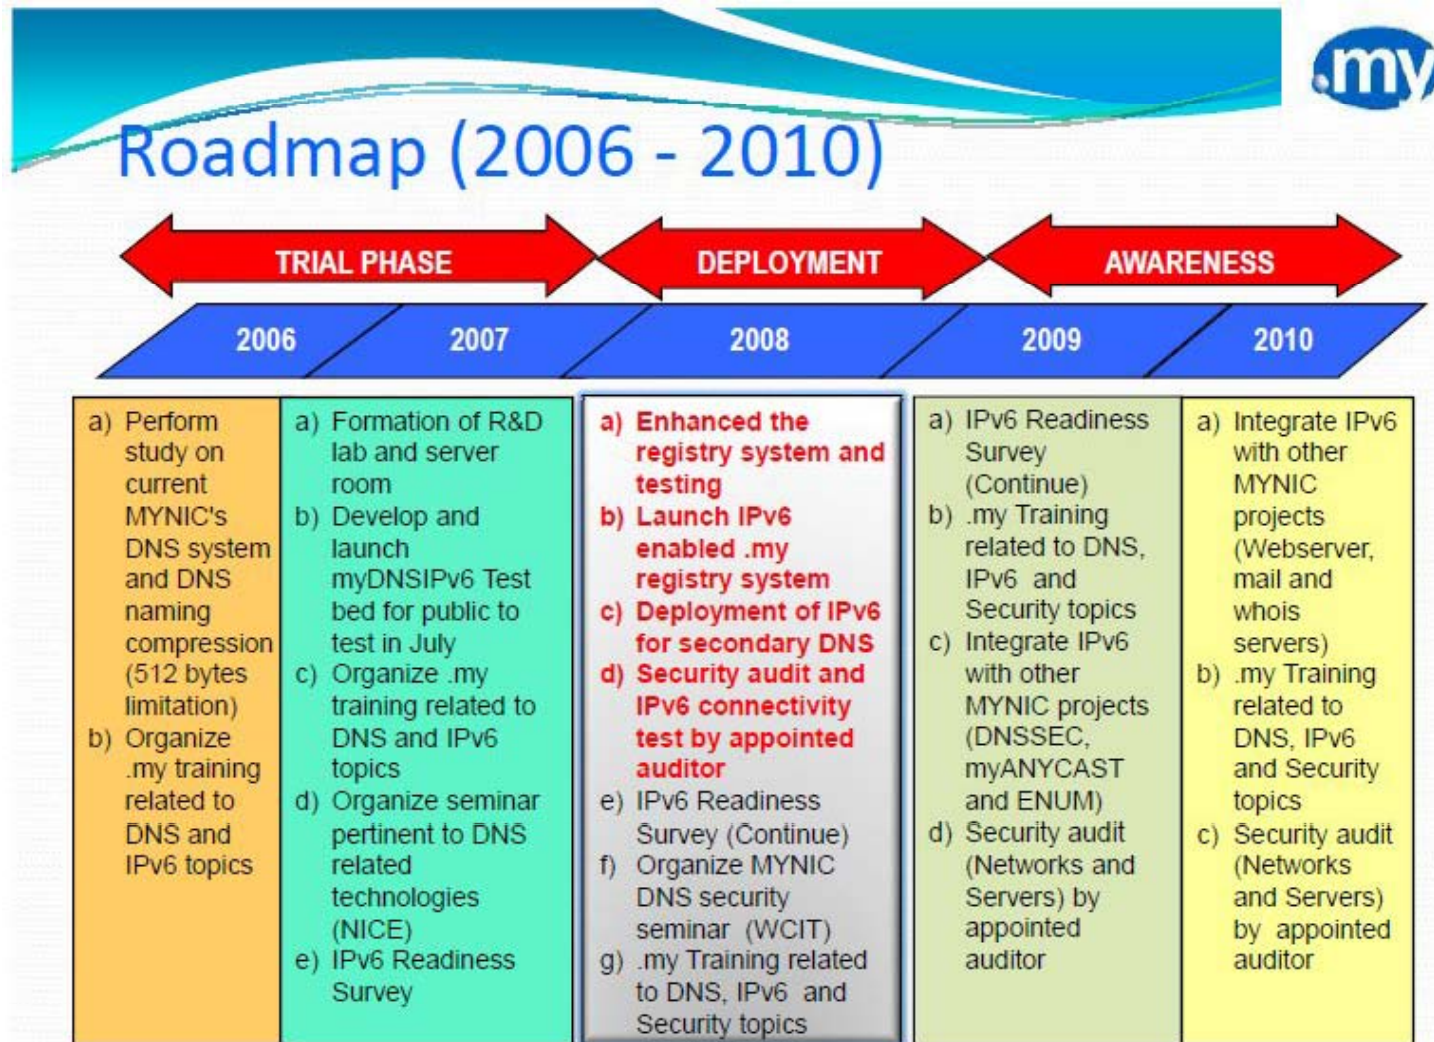 .my
Roadmap (2006 - 2010)
TRIAL PHASE
DEPLOYMENT
AWARENESS
2006
2007
2008
2009
2010
a) Perform
study on
current
MYNIC's
DNS system
and DNS
naming
compression
(512 bytes
limitation)
b) Organize
.my training
related to
DNS and
IPv6 topics
a) Formation of R&D
lab and server
room
b) Develop and
launch
myDNSIPv6 Test
bed for public to
test in July
c) Organize .my
training related to
DNS and IPv6
topics
d) Organize seminar
pertinent to DNS
related
technologies
(NICE)
e) IPv6 Readiness
Survey
a) Enhanced the
registry system and
testing
b) Launch IPv6
enabled .my
registry system
c) Deployment of IPv6
for secondary DNS
d) Security audit and
IPv6 connectivity
test by appointed
auditor
e) IPv6 Readiness
Survey (Continue)
f) Organize MYNIC
DNS security
seminar (WCIT)
g) .my Training related
to DNS, IPv6 and
Security topics
a) IPv6 Readiness
Survey
(Continue)
b) .my Training
related to DNS,
IPv6 and
Security topics
c) Integrate IPv6
with other
MYNIC projects
(DNSSEC,
myANYCAST
and ENUM)
d) Security audit
(Networks and
Servers) by
appointed
auditor
a) Integrate IPv6
with other
MYNIC
projects
(Webserver,
mail and
whois
servers)
b) .my Training
related to
DNS, IPv6
and Security
topics
c) Security audit
(Networks
and Servers)
by appointed
auditor